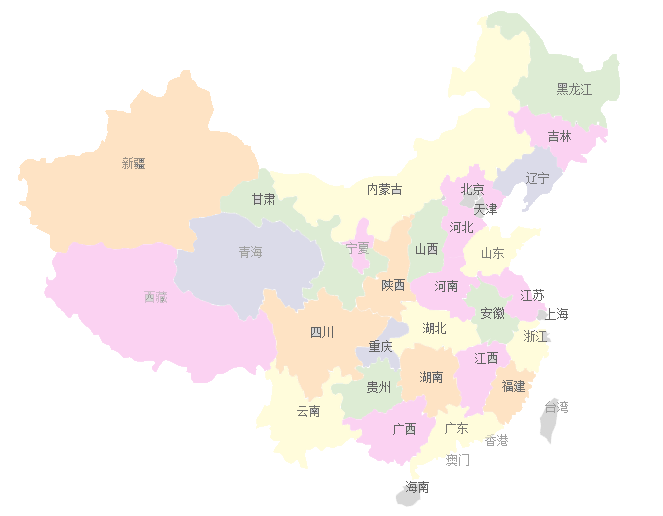 黑龙江
吉林
新疆
辽宁
北京
内蒙古
甘肃
天津
河北
宁夏
山西
青海
山东
陕西
河南
西藏
江苏
安徽
上海
四川
湖北
浙江
重庆
江西
湖南
福建
贵州
台湾
云南
广东
广西
香港
澳门
海南